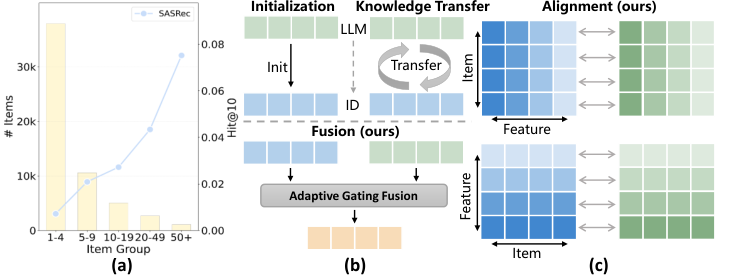 SASRec
# Items
30k
20k
10k
0
0.08
0.06
0.04
0.02
0.00
Hit@10
1-4 5-9 10-19 20-49 50+
Item Group
(a)
Initialization
Knowledge Transfer
LLM
Init
Transfer
ID
Fusion (ours)
Adaptive Gating Fusion
(b)
Alignment (ours)
Item
Feature
Feature
Item
(c)